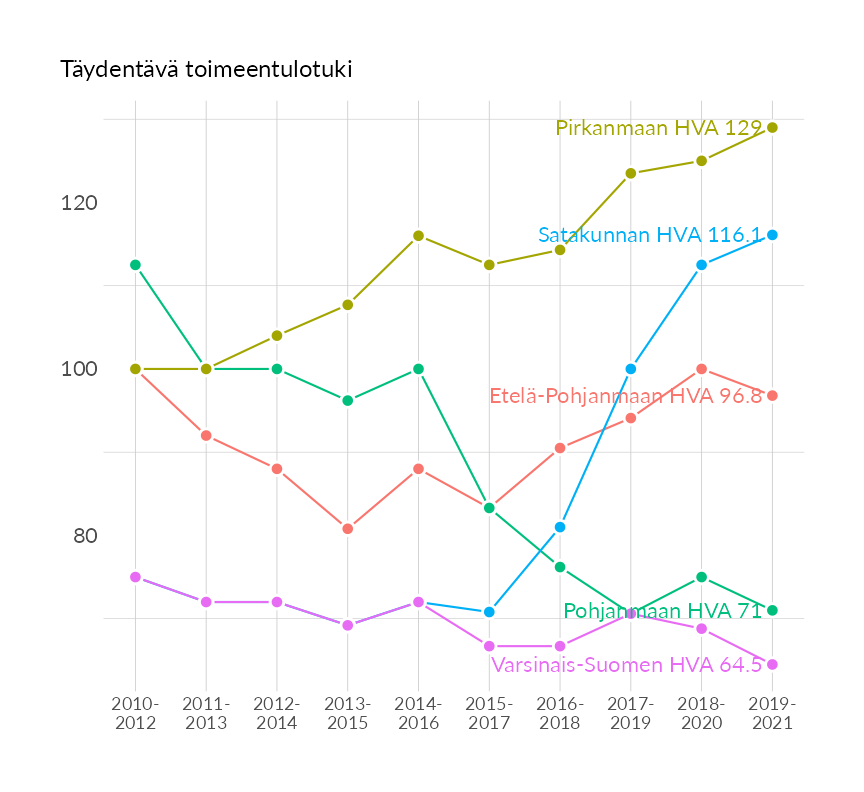 Täydentävä toimeentulotuki
Pirkanmaan HVA 129
120
Satakunnan HVA 116.1
100
Etelä-Pohjanmaan HVA 96.8
80
Pohjanmaan HVA 71
Varsinais-Suomen HVA 64.5
2010- 2011- 2012- 2013- 2014- 2015- 2016- 2017- 2018- 2019-
2012 2013 2014 2015 2016 2017 2018 2019 2020 2021